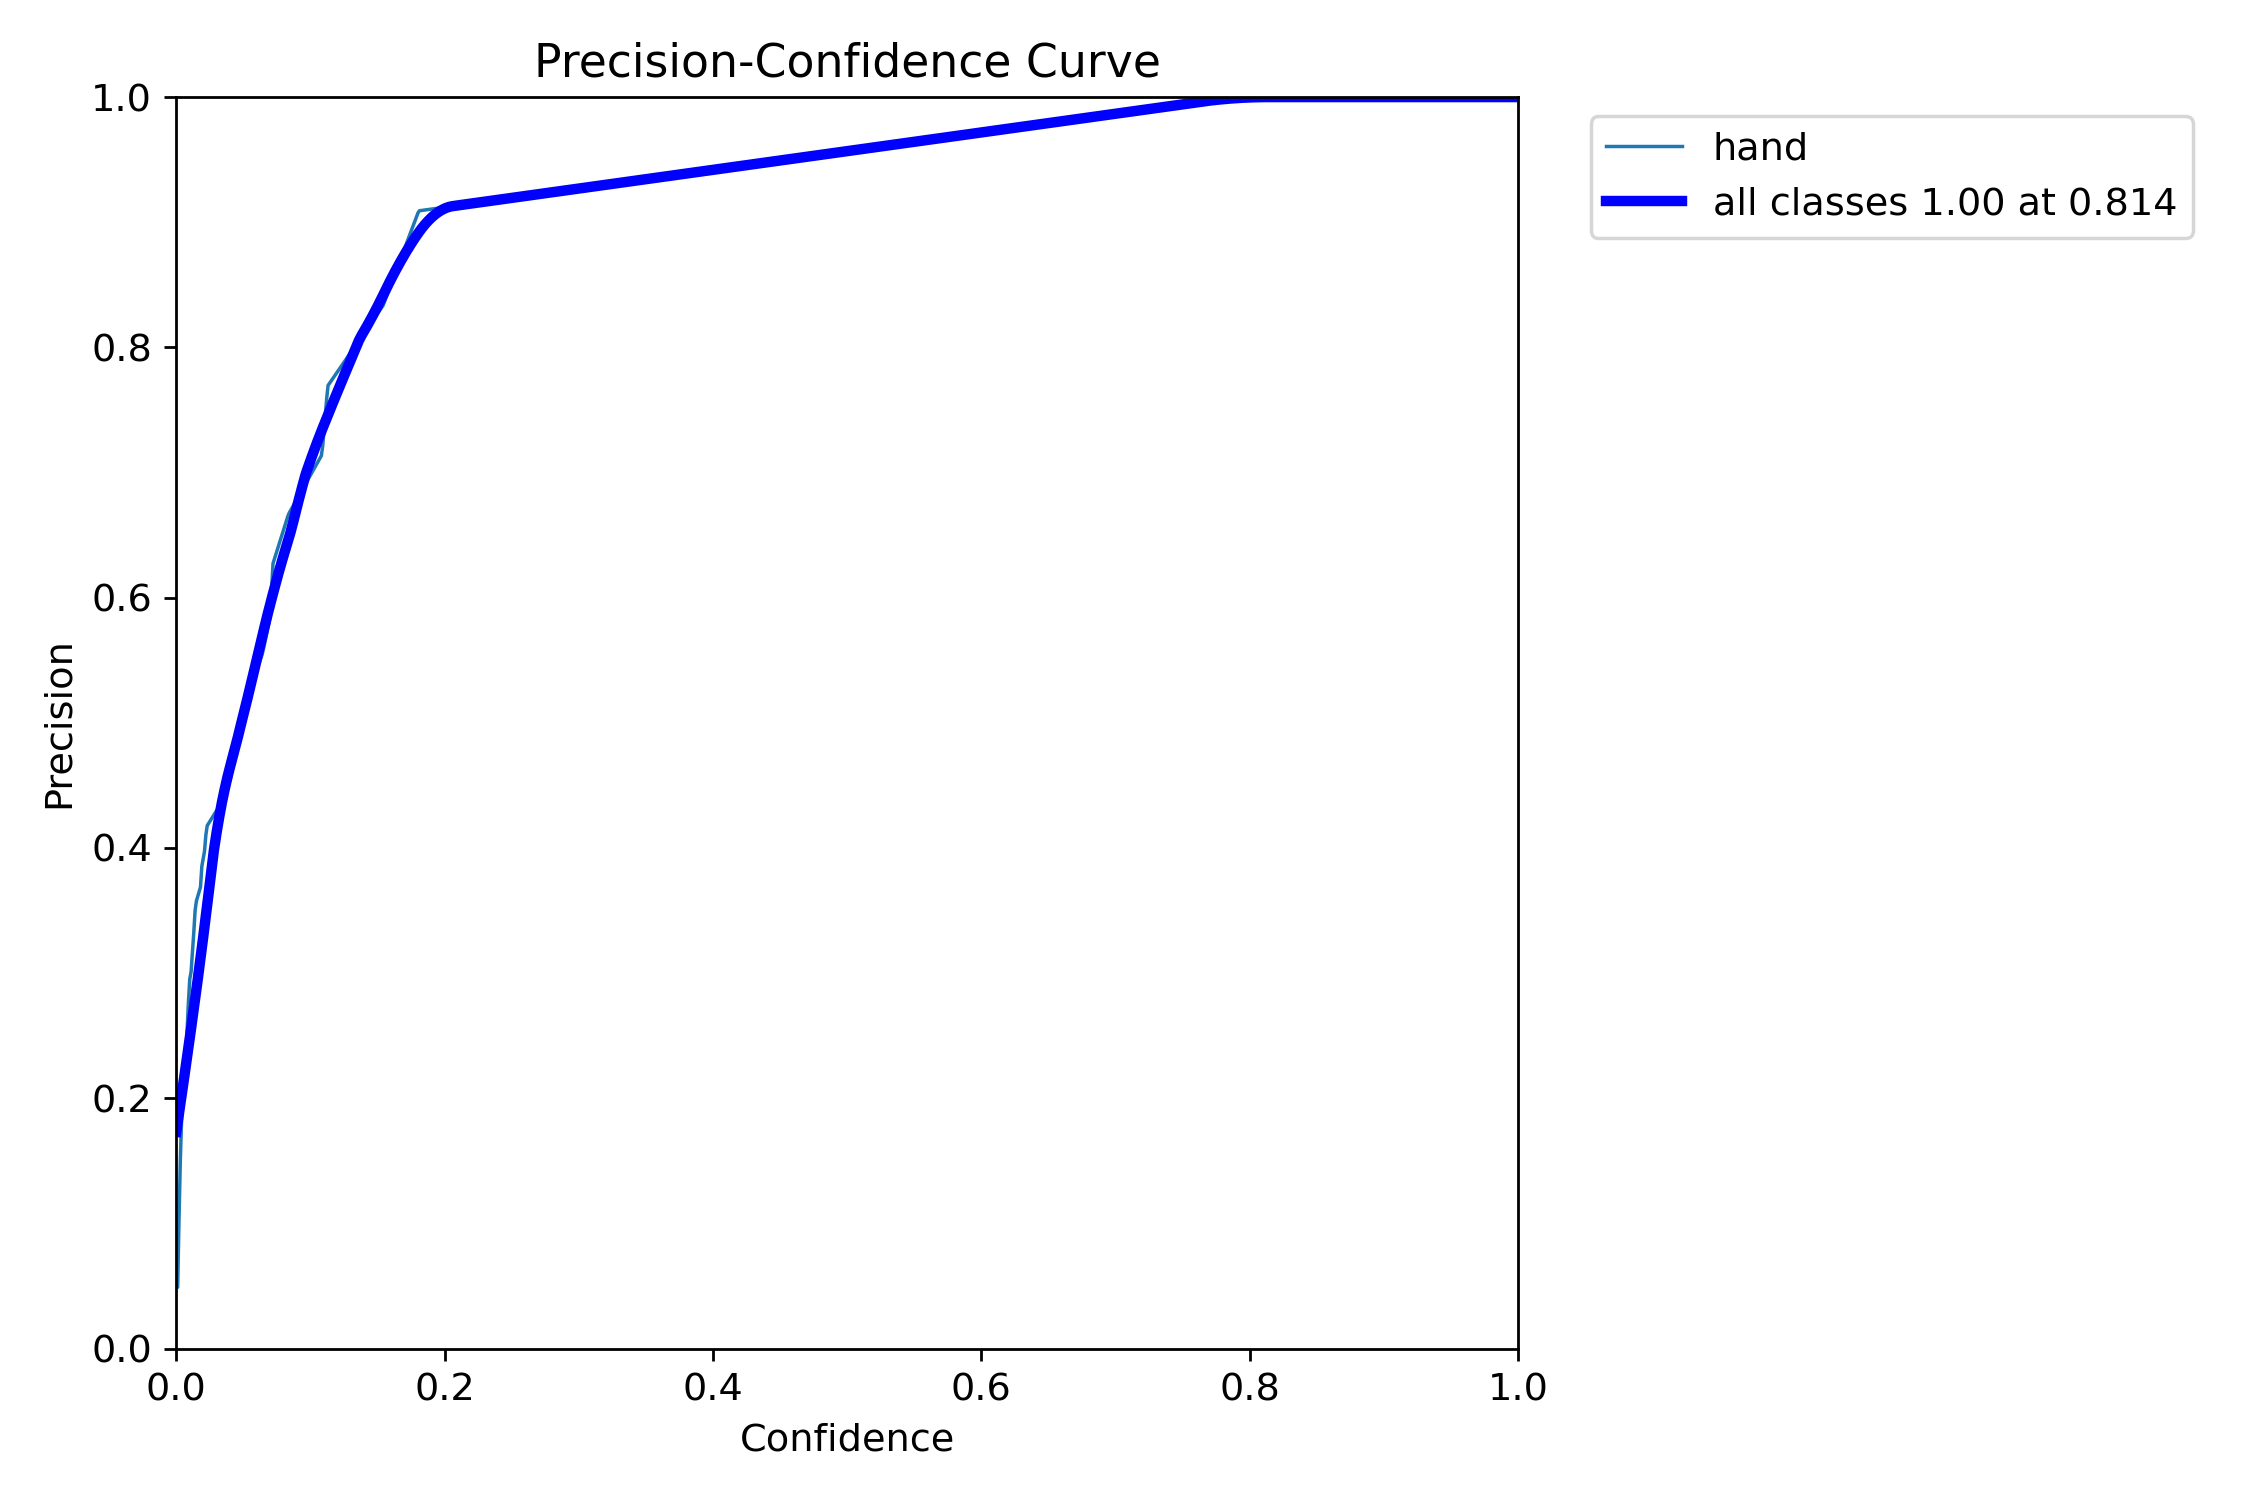 Precision-Confidence Curve
1.0
0.8
0.6
0.4
0.2
0.0
Precision
0.0 0.2 0.4 0.6 0.8 1.0
Confidence
hand
all classes 1.00 at 0.814